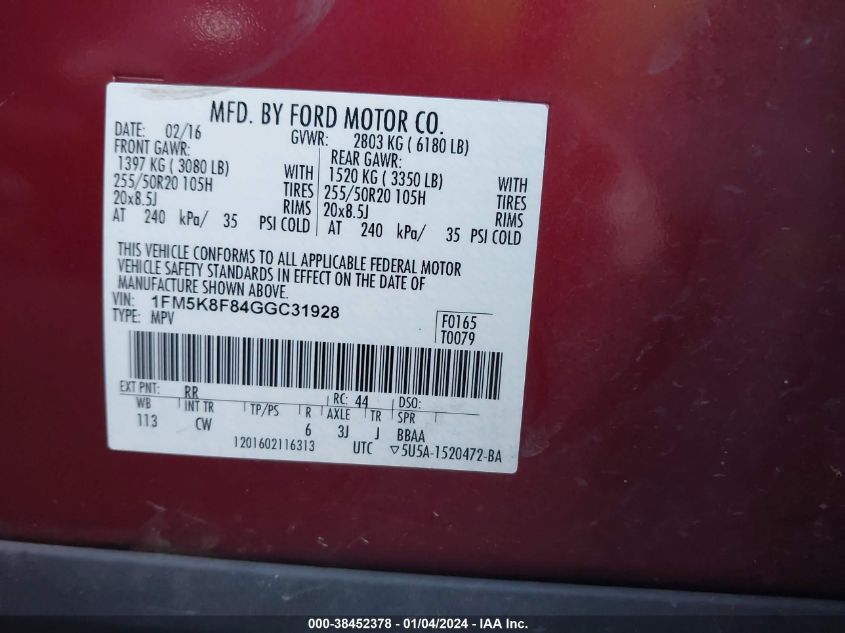 MFD. BY FORD MOTOR CO.
DATE: 02/16 GVWR: 2803 KG ( 6180 LB)
FRONT GAWR: REAR GAWR:
1397 KG ( 3080 LB) WITH 1520 KG ( 3350 LB) WITH
255/50R20 105H TIRES 255/50R20 105H TIRES
20x8.5J RIMS 20x8.5J RIMS
AT 240 kPa/ 35 PSI COLD AT 240 kPa/ 35 PSI COLD
THIS VEHICLE CONFORMS TO ALL APPLICABLE FEDERAL MOTOR
VEHICLE SAFETY STANDARDS IN EFFECT ON THE DATE OF
MANUFACTURE SHOWN ABOVE.
VIN: 1FM5K8F84GGC31928
TYPE: MPV
F0165
T0079
EXT PNT: RR RC: 44 DSO:
WB INT TR TP/PS R AXLE TR SPR
113 CW 6 3J J BBAA
1201602116313 UTC ▽5U5A-1520472-BA
000-38452378 - 01/04/2024 - IAA Inc.